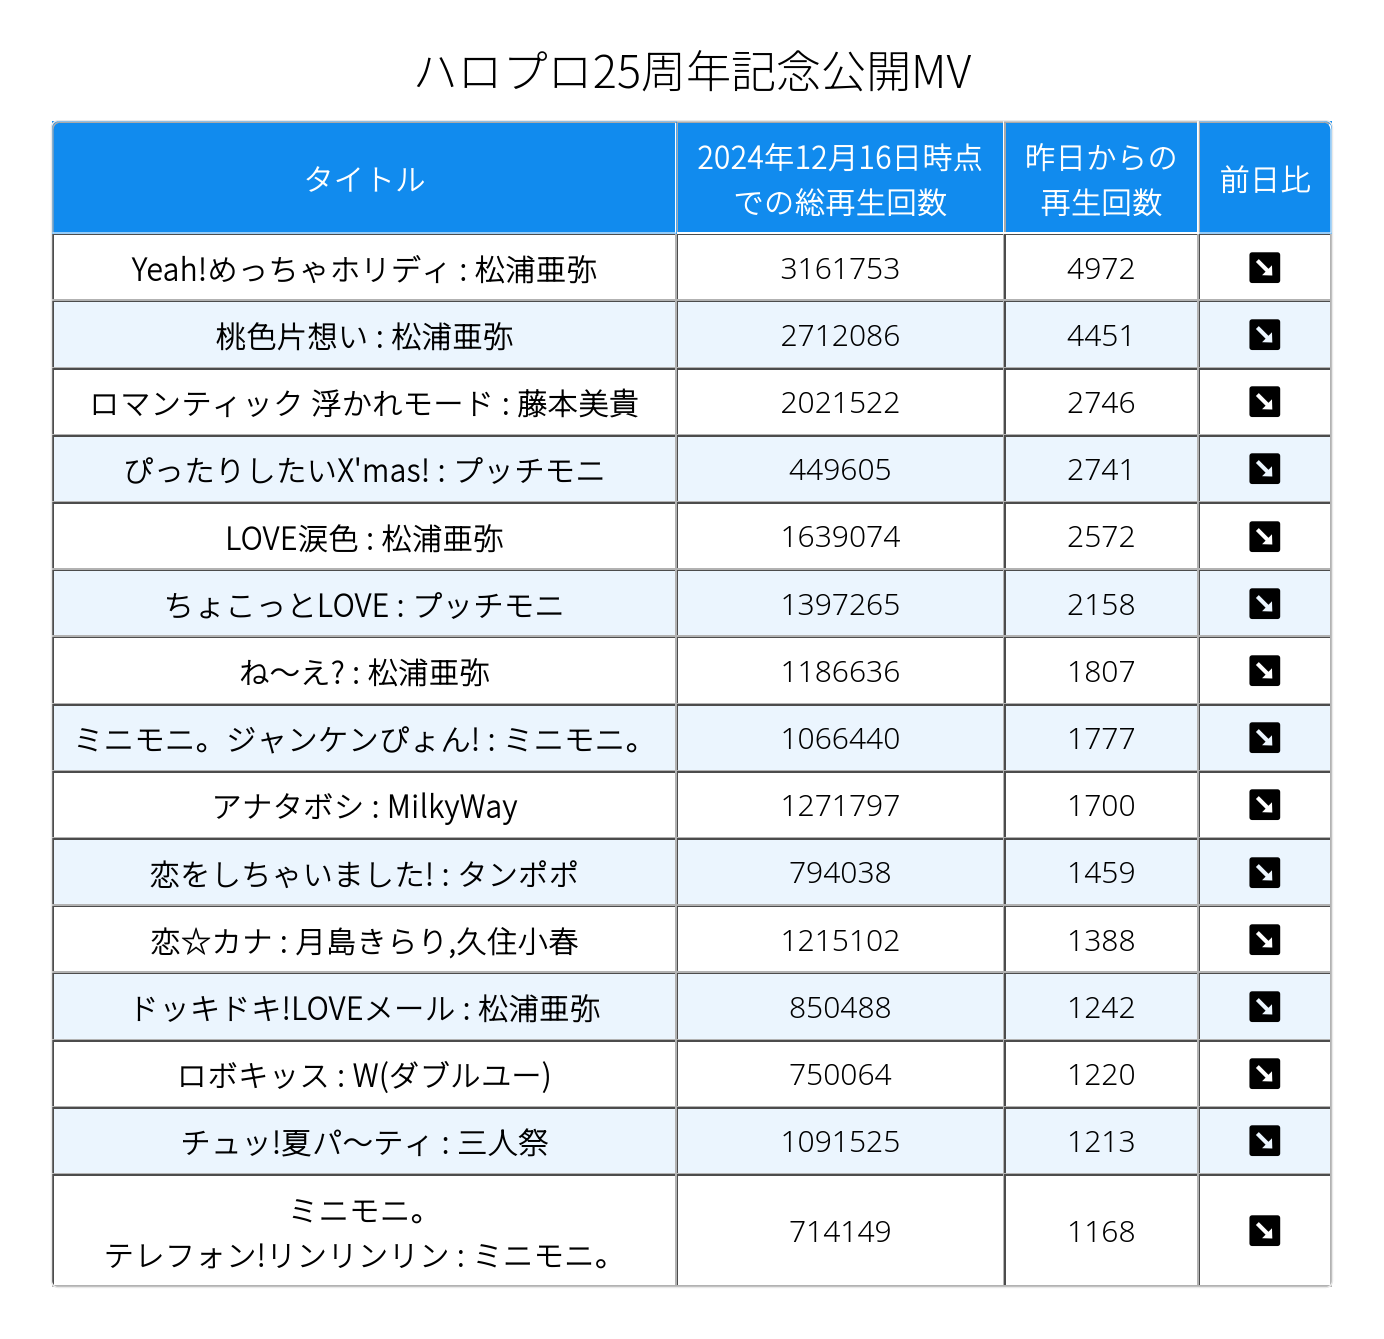 ハロプロ25周年記念公開MV
タイトル
2024年12月16日時点
での総再生回数
昨日からの
再生回数
前日比
Yeah!めっちゃホリディ : 松浦亜弥 3161753 4972 ↘
桃色片想い : 松浦亜弥 2712086 4451 ↘
ロマンティック 浮かれモード : 藤本美貴 2021522 2746 ↘
ぴったりしたいX'mas! : プッチモニ 449605 2741 ↘
LOVE涙色 : 松浦亜弥 1639074 2572 ↘
ちょこっとLOVE : プッチモニ 1397265 2158 ↘
ね〜え? : 松浦亜弥 1186636 1807 ↘
ミニモニ。ジャンケンぴょん! : ミニモニ。 1066440 1777 ↘
アナタボシ : MilkyWay 1271797 1700 ↘
恋をしちゃいました! : タンポポ 794038 1459 ↘
恋☆カナ : 月島きらり,久住小春 1215102 1388 ↘
ドッキドキ!LOVEメール : 松浦亜弥 850488 1242 ↘
ロボキッス : W(ダブルユー) 750064 1220 ↘
チュッ!夏パ〜ティ : 三人祭 1091525 1213 ↘
ミニモニ。
テレフォン!リンリンリン : ミニモニ。 714149 1168 ↘